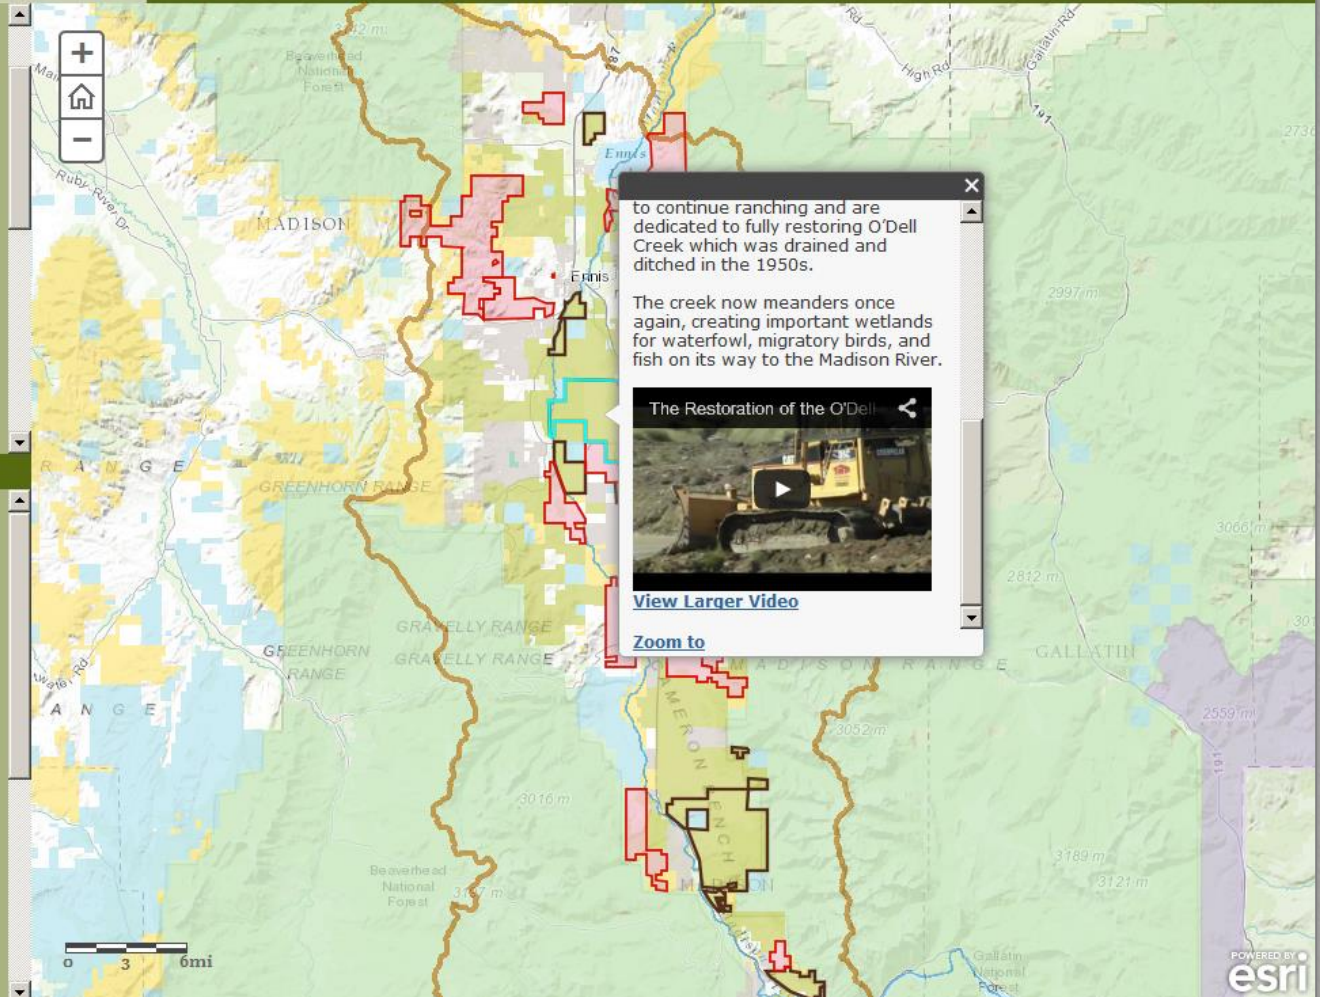 3042 m
Beaverhead
National
Forest
287
Rd
High Rd
Gallatin-Rd
191
+
−
Ennis
Ruby-River-Dr
MADISON
Ennis
to continue ranching and are
dedicated to fully restoring O'Dell
Creek which was drained and
ditched in the 1950s.
The creek now meanders once
again, creating important wetlands
for waterfowl, migratory birds, and
fish on its way to the Madison River.
The Restoration of the O'Dell
CAT
View Larger Video
Zoom to
2997 m
R A N G E
GREENHORN RANGE
3066 m
2812 m
GRAVELLY RANGE
GREENHORN
RANGE
GRAVELLY RANGE
MADISON RANGE
GALLATIN
A N G E
2559 m
191
3052 m
3016 m
3189 m
3121 m
Beaverhead
National
Forest
MADISON
Gallatin
National
Forest
0 3 6mi
POWERED BY
esri